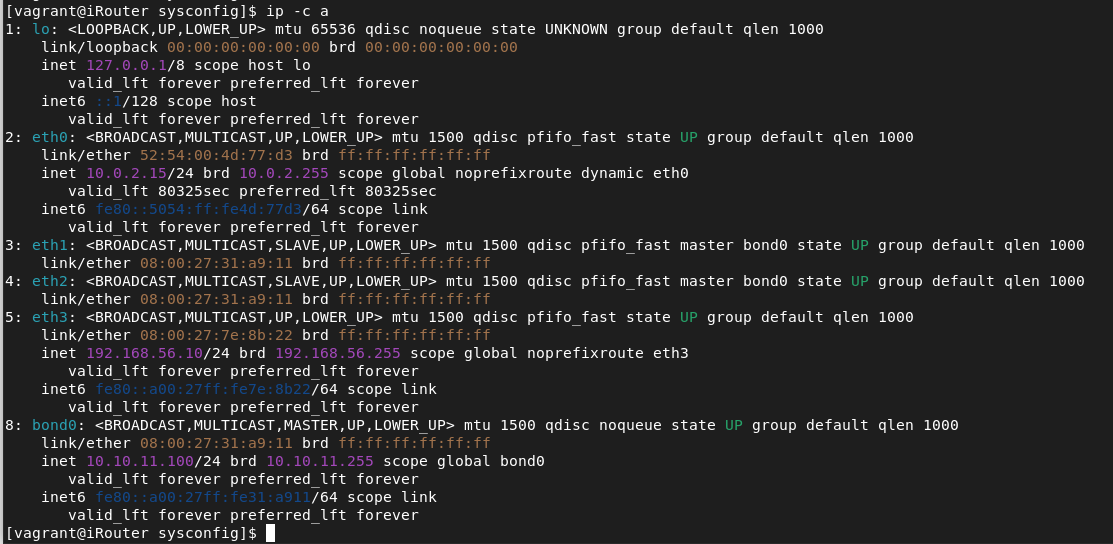 [vagrant@iRouter sysconfig]$ ip -c a
1: lo: <LOOPBACK,UP,LOWER_UP> mtu 65536 qdisc noqueue state UNKNOWN group default qlen 1000
link/loopback 00:00:00:00:00:00 brd 00:00:00:00:00:00
inet 127.0.0.1/8 scope host lo
valid_lft forever preferred_lft forever
inet6 ::1/128 scope host
valid_lft forever preferred_lft forever
2: eth0: <BROADCAST,MULTICAST,UP,LOWER_UP> mtu 1500 qdisc pfifo_fast state UP group default qlen 1000
link/ether 52:54:00:4d:77:d3 brd ff:ff:ff:ff:ff:ff
inet 10.0.2.15/24 brd 10.0.2.255 scope global noprefixroute dynamic eth0
valid_lft 80325sec preferred_lft 80325sec
inet6 fe80::5054:ff:fe4d:77d3/64 scope link
valid_lft forever preferred_lft forever
3: eth1: <BROADCAST,MULTICAST,SLAVE,UP,LOWER_UP> mtu 1500 qdisc pfifo_fast master bond0 state UP group default qlen 1000
link/ether 08:00:27:31:a9:11 brd ff:ff:ff:ff:ff:ff
4: eth2: <BROADCAST,MULTICAST,SLAVE,UP,LOWER_UP> mtu 1500 qdisc pfifo_fast master bond0 state UP group default qlen 1000
link/ether 08:00:27:31:a9:11 brd ff:ff:ff:ff:ff:ff
5: eth3: <BROADCAST,MULTICAST,UP,LOWER_UP> mtu 1500 qdisc pfifo_fast state UP group default qlen 1000
link/ether 08:00:27:7e:8b:22 brd ff:ff:ff:ff:ff:ff
inet 192.168.56.10/24 brd 192.168.56.255 scope global noprefixroute eth3
valid_lft forever preferred_lft forever
inet6 fe80::a00:27ff:fe7e:8b22/64 scope link
valid_lft forever preferred_lft forever
8: bond0: <BROADCAST,MULTICAST,MASTER,UP,LOWER_UP> mtu 1500 qdisc noqueue state UP group default qlen 1000
link/ether 08:00:27:31:a9:11 brd ff:ff:ff:ff:ff:ff
inet 10.10.11.100/24 brd 10.10.11.255 scope global bond0
valid_lft forever preferred_lft forever
inet6 fe80::a00:27ff:fe31:a911/64 scope link
valid_lft forever preferred_lft forever
[vagrant@iRouter sysconfig]$